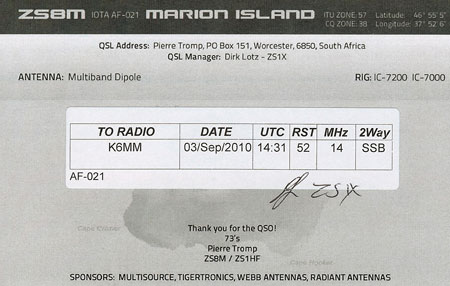 ZS8M IOTA AF-021 MARION ISLAND ITU ZONE: 57 Latitude: 46° 55' 5"
CQ ZONE: 38 Longitude: 37° 52' 6"
QSL Address: Pierre Tromp, PO Box 151, Worcester, 6850, South Africa
QSL Manager: Dirk Lotz - ZS1X
ANTENNA: Multiband Dipole RIG: IC-7200 IC-7000
TO RADIO DATE UTC RST MHz 2Way
K6MM 03/Sep/2010 14:31 52 14 SSB
AF-021
ZS1X
Thank you for the QSO!
73's
Pierre Tromp
ZS8M / ZS1HF
Cape Hooker
SPONSORS: MULTISOURCE, TIGERTRONICS, WEBB ANTENNAS, RADIANT ANTENNAS